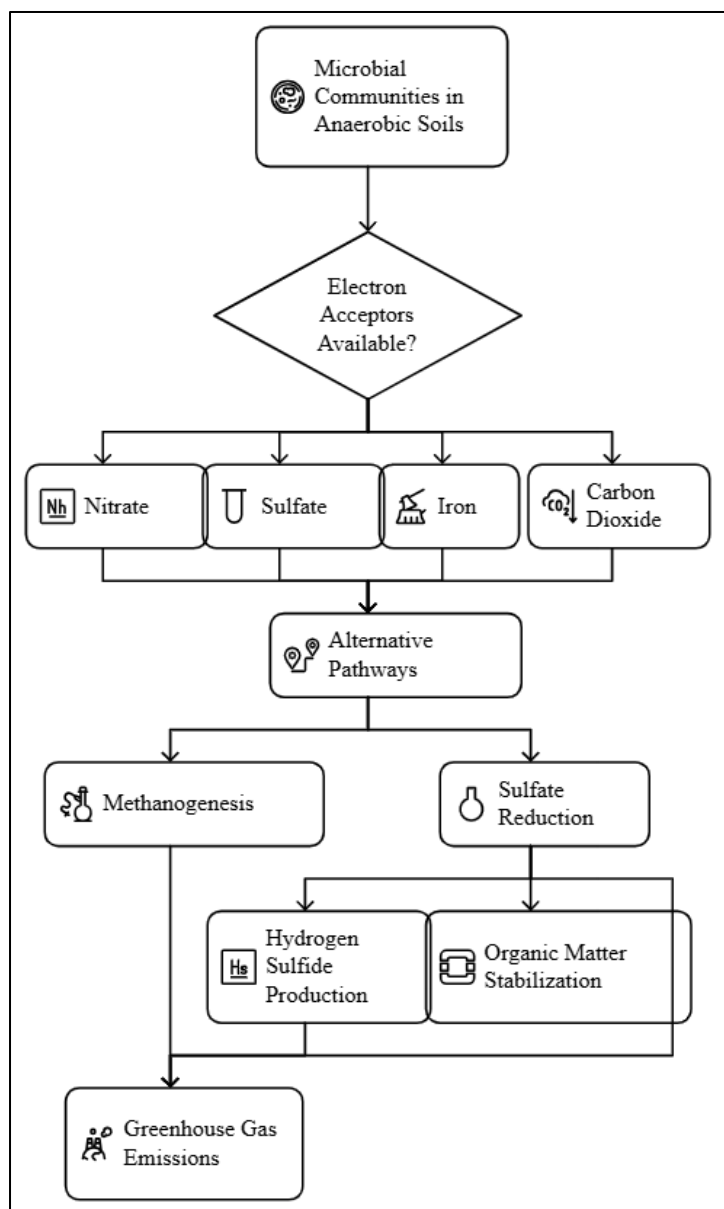 Microbial
Communities in
Anaerobic Soils
Electron
Acceptors
Available?
Nh
Nitrate
Sulfate
Iron
CO₂
Carbon
Dioxide
Alternative
Pathways
Methanogenesis
Sulfate
Reduction
Hs
Hydrogen
Sulfide
Production
Organic Matter
Stabilization
Greenhouse Gas
Emissions